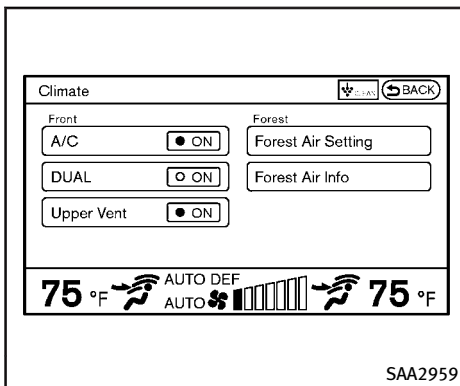 Climate CLEAN BACK
Front Forest
A/C ON Forest Air Setting
DUAL ON Forest Air Info
Upper Vent ON
75 °F AUTO DEF 75 °F
AUTO
SAA2959